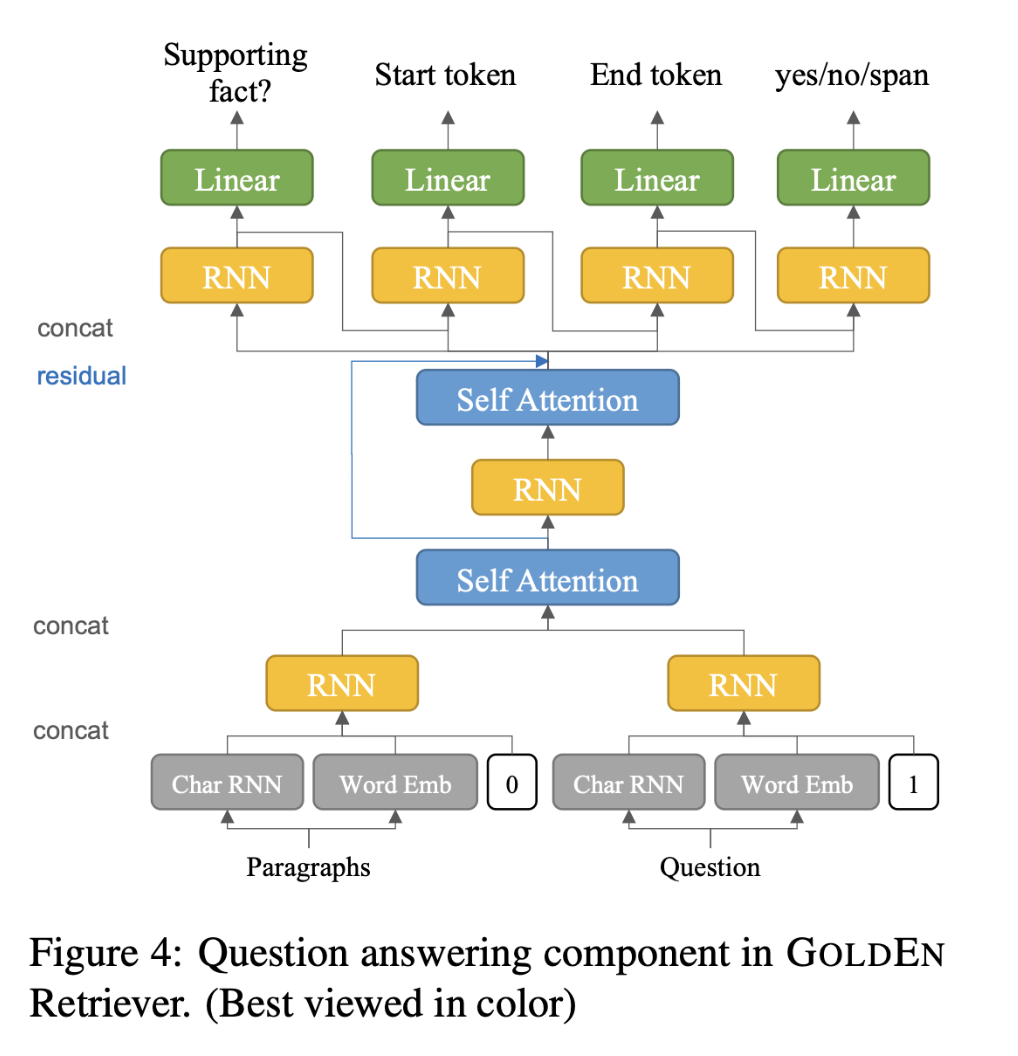 Supporting
fact?
Start token
End token
yes/no/span
Linear
Linear
Linear
Linear
RNN
RNN
RNN
RNN
concat
residual
Self Attention
RNN
Self Attention
concat
RNN
RNN
concat
Char RNN
Word Emb
0
Char RNN
Word Emb
1
Paragraphs
Question
Figure 4: Question answering component in GOLDEN
Retriever. (Best viewed in color)